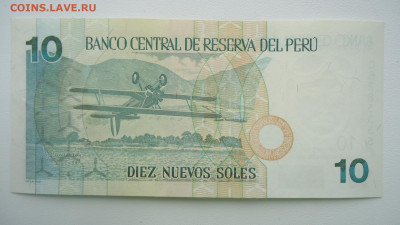 COINS.LAVE.RU
10 BANCO CENTRAL DE RESERVA DEL PERÚ
DIEZ NUEVOS SOLES 10